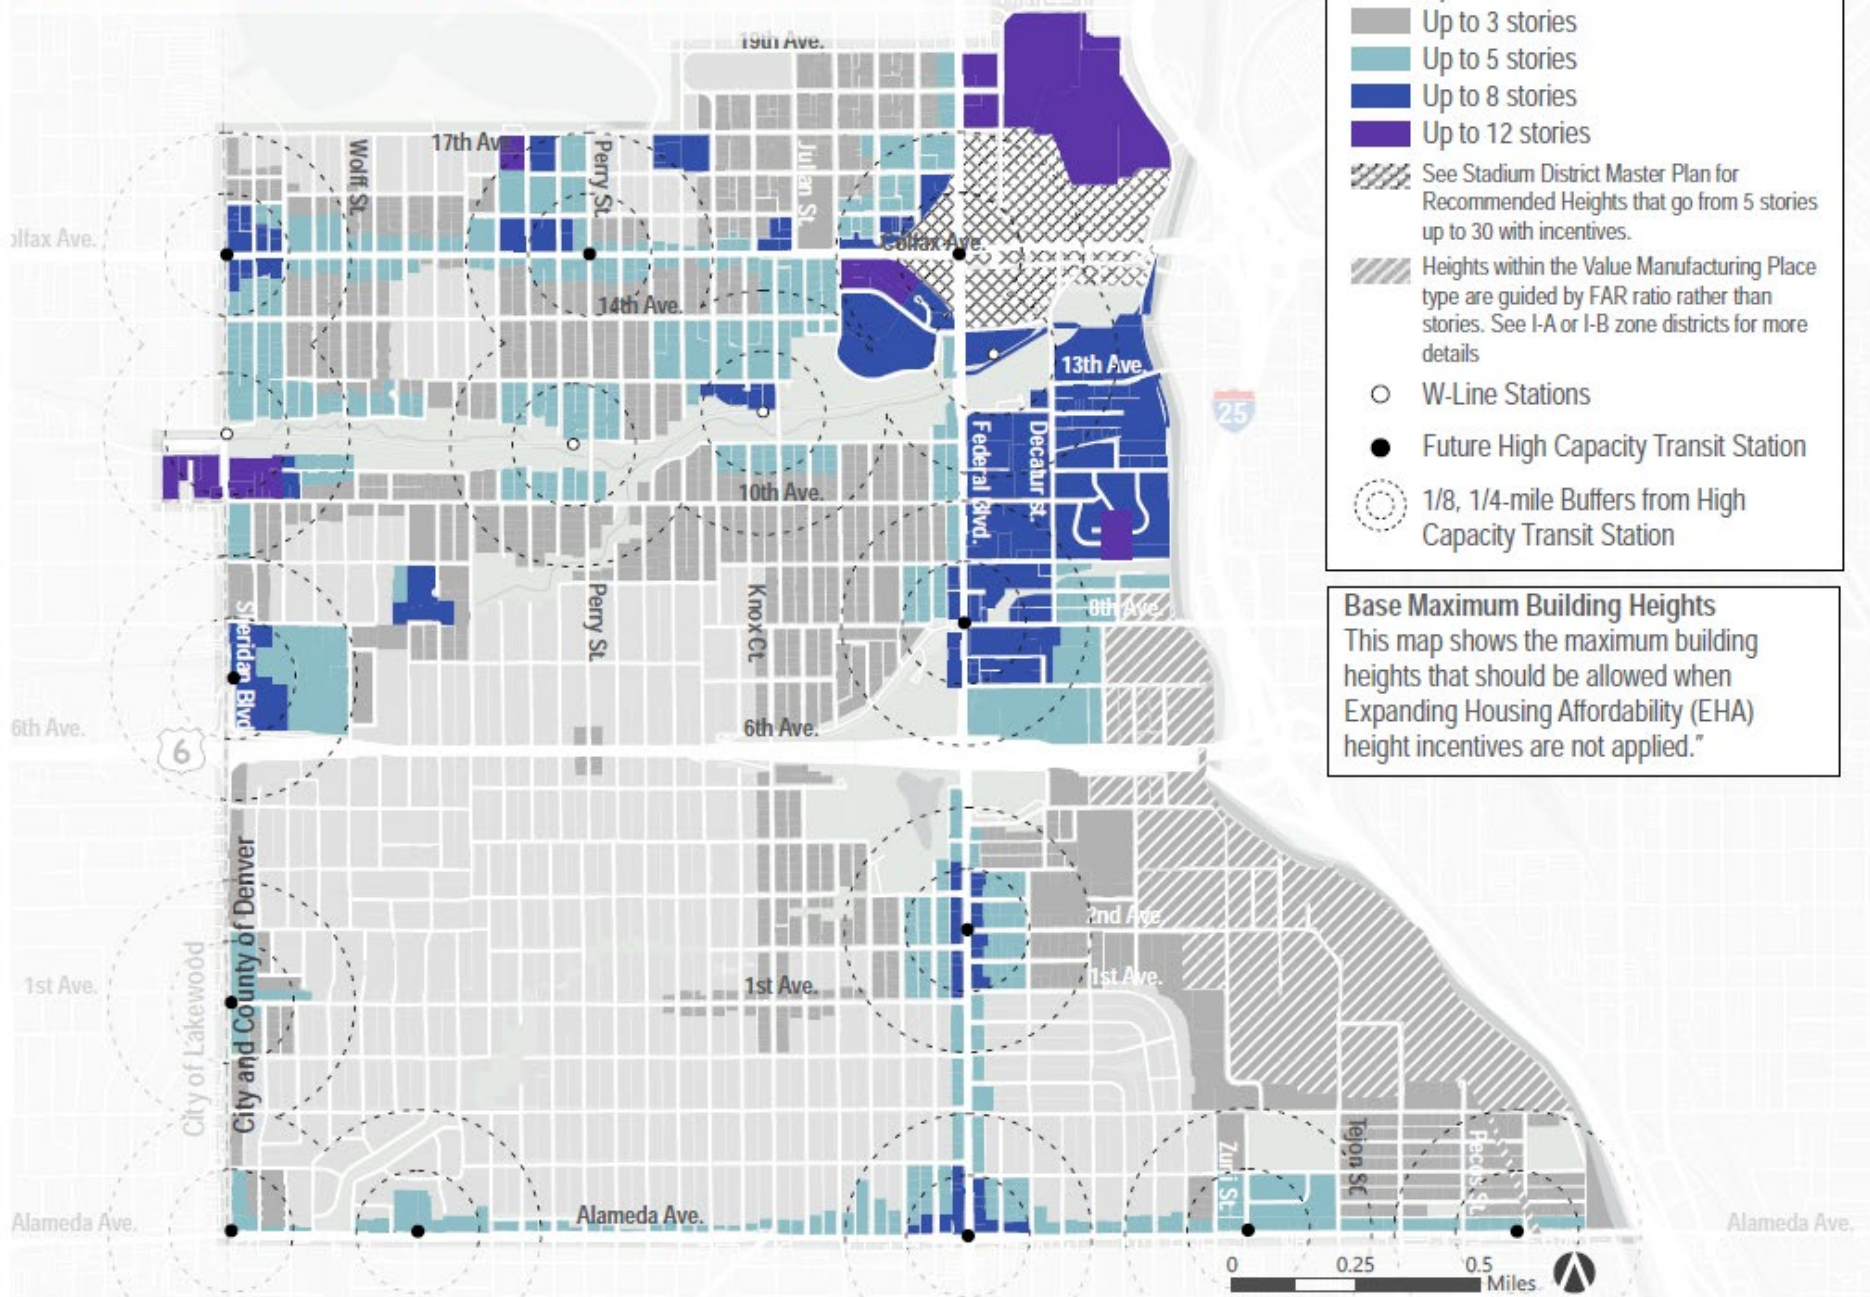 Up to 3 stories
Up to 5 stories
Up to 8 stories
Up to 12 stories
See Stadium District Master Plan for
Recommended Heights that go from 5 stories
up to 30 with incentives.
Heights within the Value Manufacturing Place
type are guided by FAR ratio rather than
stories. See I-A or I-B zone districts for more
details
W-Line Stations
Future High Capacity Transit Station
1/8, 1/4-mile Buffers from High
Capacity Transit Station
Base Maximum Building Heights
This map shows the maximum building
heights that should be allowed when
Expanding Housing Affordability (EHA)
height incentives are not applied.”
19th Ave.
17th Av
Wolff St.
Perry St.
Julian St.
Colfax Ave.
14th Ave.
13th Ave.
25
Federal Blvd.
Decatur St.
10th Ave.
8th Ave.
Sheridan Blvd
Perry St.
Knox Ct.
6th Ave.
6th Ave.
6
City of Lakewood
City and County of Denver
2nd Ave.
1st Ave.
1st Ave.
1st Ave.
Zuni St.
Tejon St.
Pecos St.
Alameda Ave.
Alameda Ave.
Alameda Ave.
0 0.25 0.5
Miles